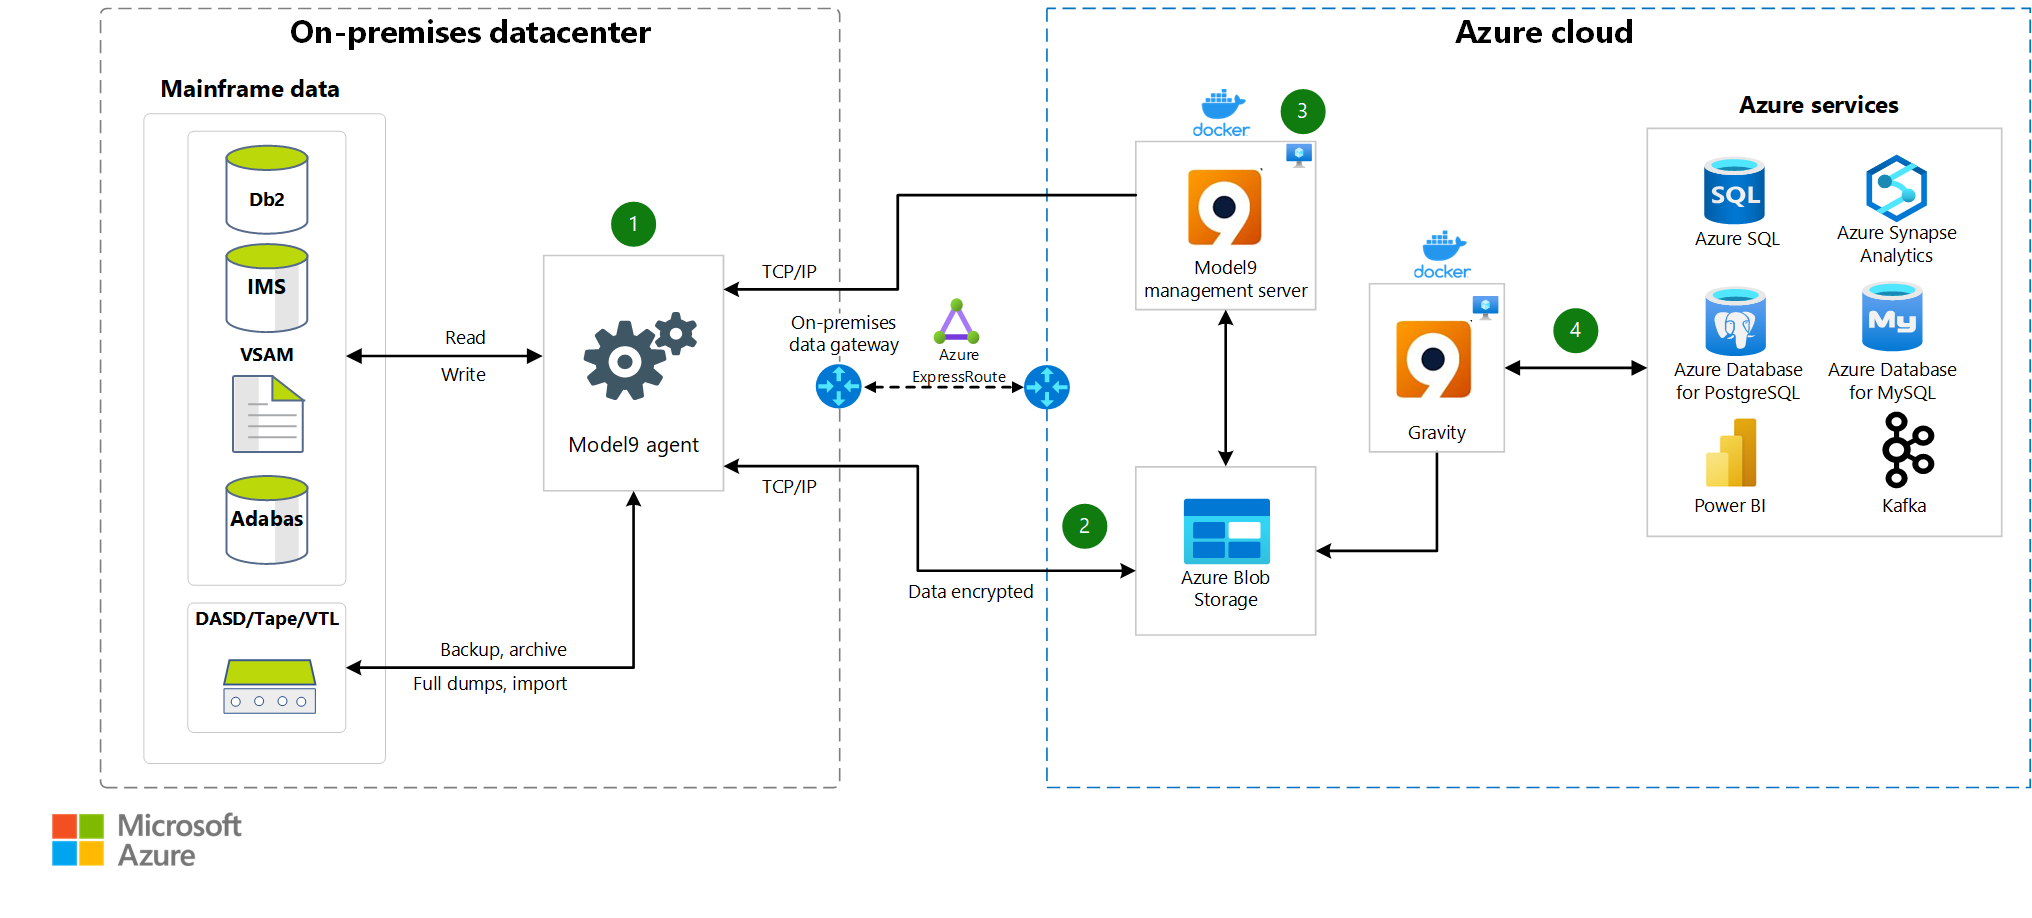 On-premises datacenter
Mainframe data
Db2
IMS
VSAM
Adabas
DASD/Tape/VTL
Read
Write
Backup, archive
Full dumps, import
1
Model9 agent
TCP/IP
On-premises
data gateway
Azure
ExpressRoute
TCP/IP
Data encrypted
Azure cloud
docker
3
9
Model9
management server
2
Azure Blob
Storage
docker
9
Gravity
4
Azure services
SQL
Azure SQL
Azure Synapse
Analytics
Azure Database
for PostgreSQL
My
Azure Database
for MySQL
Power BI
Kafka
Microsoft
Azure